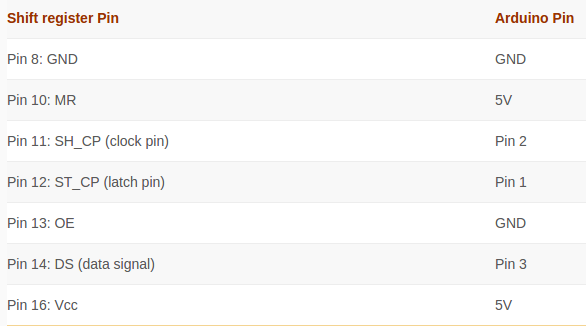 Shift register Pin Arduino Pin
Pin 8: GND GND
Pin 10: MR 5V
Pin 11: SH_CP (clock pin) Pin 2
Pin 12: ST_CP (latch pin) Pin 1
Pin 13: OE GND
Pin 14: DS (data signal) Pin 3
Pin 16: Vcc 5V